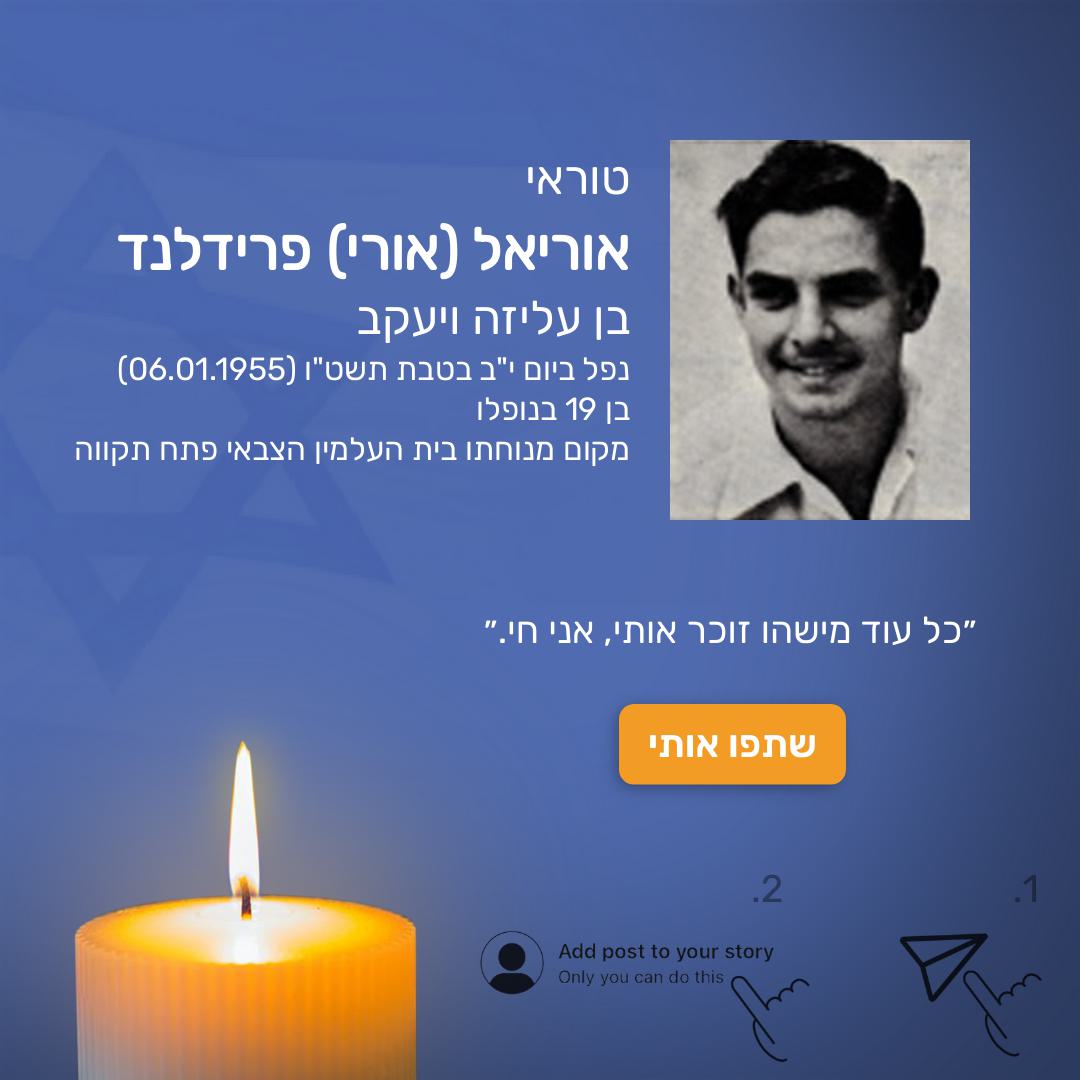 טוראי
אוריאל (אורי) פרידלנד
בן עליזה ויעקב
נפל ביום י"ב בטבת תשט"ו (06.01.1955)
בן 19 בנופלו
מקום מנוחתו בית העלמין הצבאי פתח תקווה
״כל עוד מישהו זוכר אותי, אני חי.״
שתפו אותי
.1
.2
Add post to your story
Only you can do this